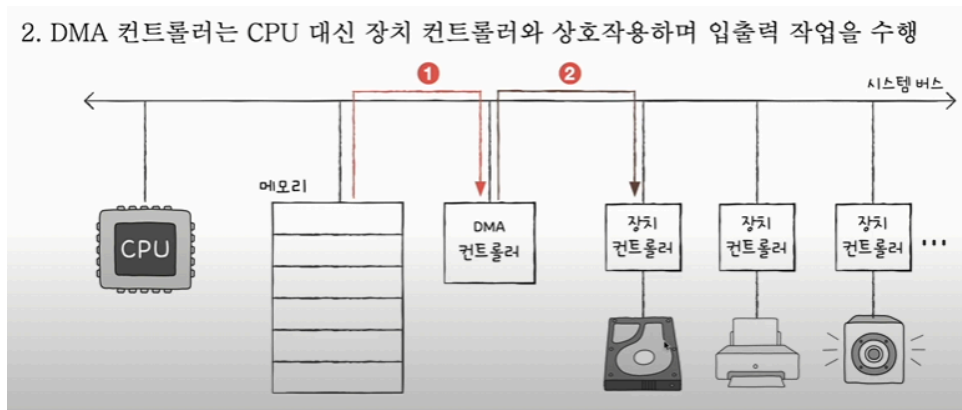 2. DMA 컨트롤러는 CPU 대신 장치 컨트롤러와 상호작용하며 입출력 작업을 수행
1
2
시스템 버스
메모리
CPU
DMA
컨트롤러
장치
컨트롤러
장치
컨트롤러
장치
컨트롤러
...